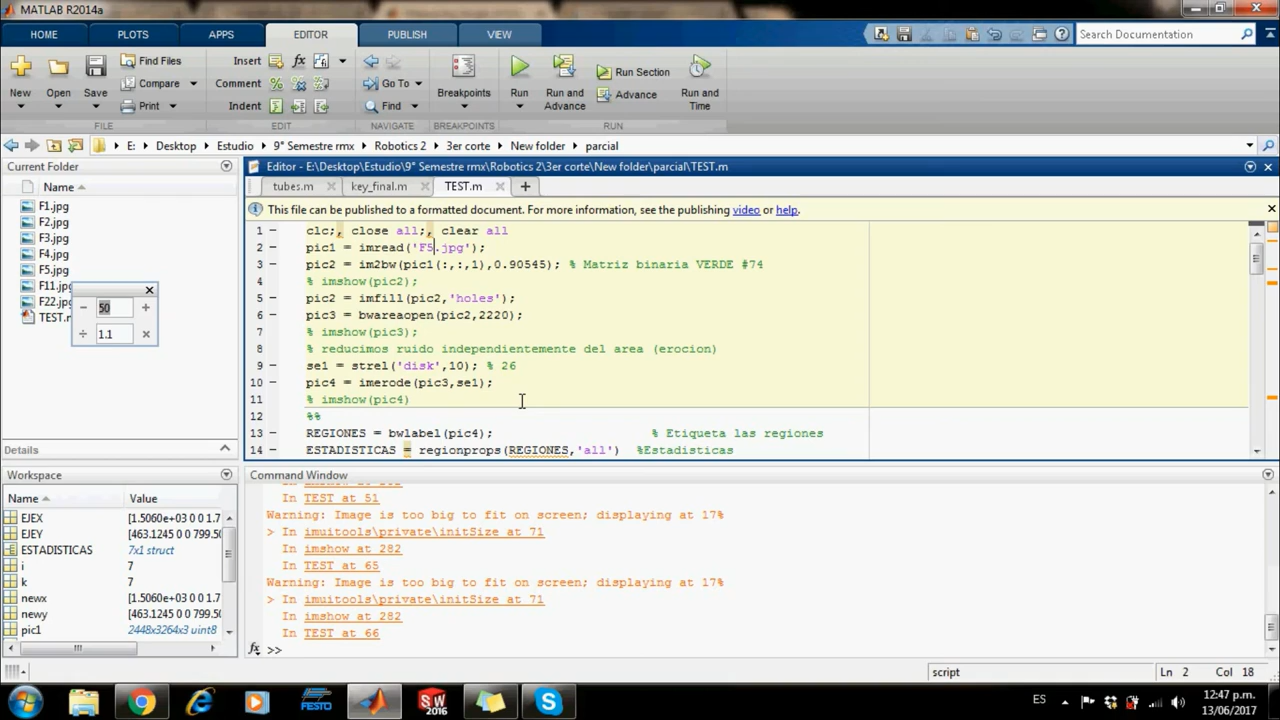 MATLAB R2014a
HOME PLOTS APPS EDITOR PUBLISH VIEW Search Documentation
Find Files Insert fx
Compare Comment % Go To Breakpoints Run Run and Advance Run Section Advance Run and Time
New Open Save Print Indent Find
FILE EDIT NAVIGATE BREAKPOINTS RUN
E: Desktop Estudio 9° Semestre rmx Robotics 2 3er corte New folder parcial
Current Folder
Name
F1.jpg
F2.jpg
F3.jpg
F4.jpg
F5.jpg
F11.jpg
F22.jpg
TEST.m
− 50 +
÷ 1.1 ×
Details
Editor - E:\Desktop\Estudio\9° Semestre rmx\Robotics 2\3er corte\New folder\parcial\TEST.m
tubes.m key_final.m TEST.m
This file can be published to a formatted document. For more information, see the publishing video or help.
1 − clc;, close all;, clear all
2 − pic1 = imread('F5.jpg');
3 − pic2 = im2bw(pic1(:,:,1),0.90545); % Matriz binaria VERDE #74
4 − % imshow(pic2);
5 − pic2 = imfill(pic2,'holes');
6 − pic3 = bwareaopen(pic2,2220);
7 − % imshow(pic3);
8 − % reducimos ruido independientemente del area (erocion)
9 − se1 = strel('disk',10); % 26
10 − pic4 = imerode(pic3,se1);
11 − % imshow(pic4)
12 − %%
13 − REGIONES = bwlabel(pic4); % Etiqueta las regiones
14 − ESTADISTICAS = regionprops(REGIONES,'all') %Estadisticas
Workspace
Name Value
EJEX [1.5060e+03 0 0 1.7
EJEY [463.1245 0 0 799.50
ESTADISTICAS 7x1 struct
i 7
k 7
newx [1.5060e+03 0 0 1.7
newy [463.1245 0 0 799.50
pic1 2448x3264x3 uint8
Command Window
In TEST at 51
Warning: Image is too big to fit on screen; displaying at 17%
> In imuitools\private\initSize at 71
In imshow at 282
In TEST at 65
Warning: Image is too big to fit on screen; displaying at 17%
> In imuitools\private\initSize at 71
In imshow at 282
In TEST at 66
fx >>
script Ln 2 Col 18
FESTO SW 2016 ES 12:47 p.m.
13/06/2017